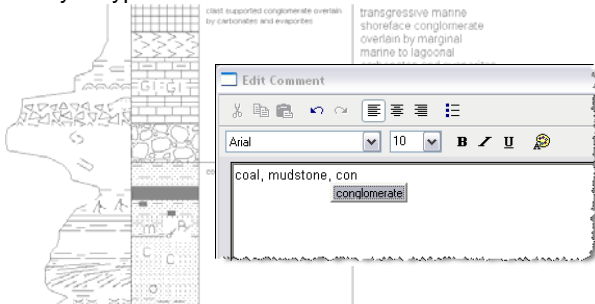 clast supported conglomerate overlain
by carbonates and evaporites
transgressive marine
shoreface conglomerate
overlain by marginal
marine to lagoonal
Edit Comment
Arial
10
B I U
coal, mudstone, con
conglomerate